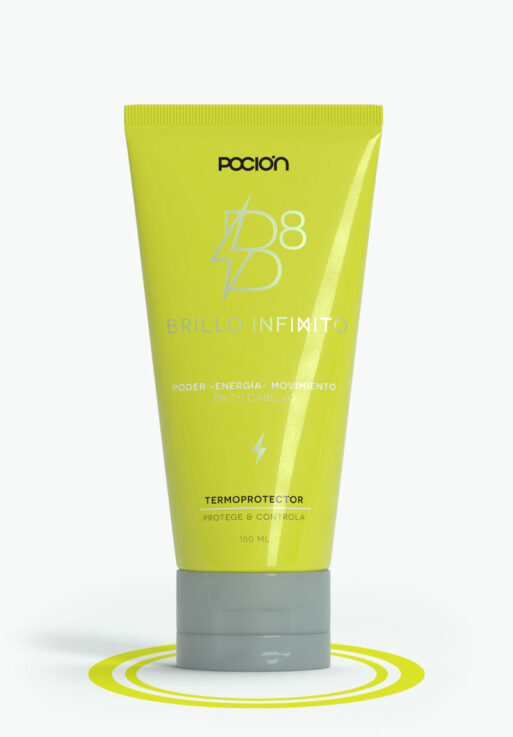 POCIÓN
B8
BRILLO INFINITO
PODER -ENERGÍA- MOVIMIENTO
EN TU CABELLO
TERMOPROTECTOR
PROTEGE & CONTROLA
150 ML